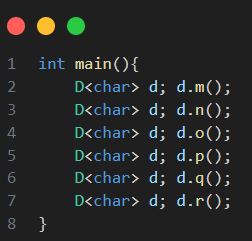 1 int main(){
2     D<char> d; d.m();
3     D<char> d; d.n();
4     D<char> d; d.o();
5     D<char> d; d.p();
6     D<char> d; d.q();
7     D<char> d; d.r();
8 }